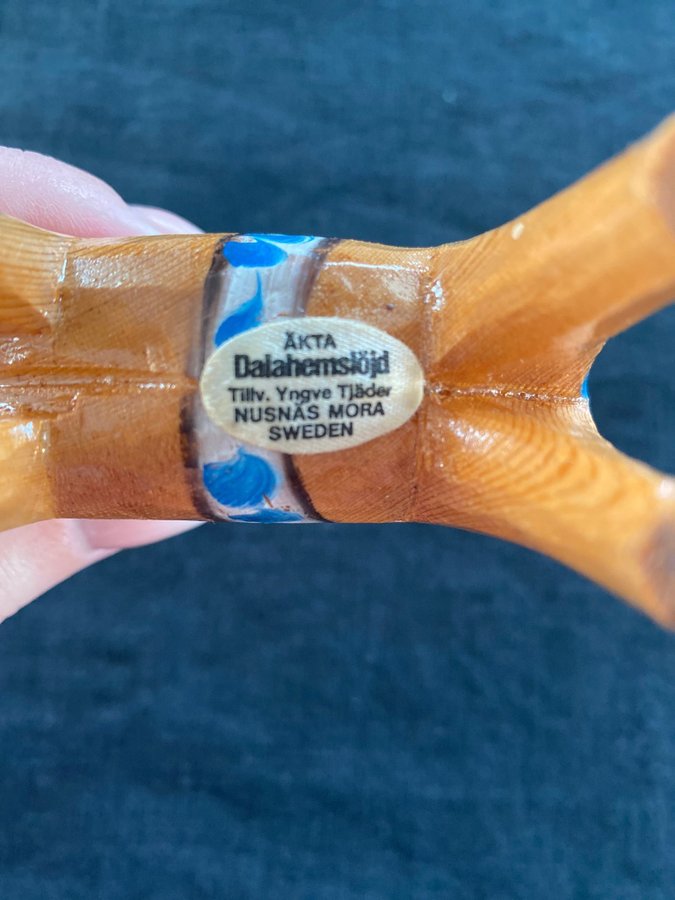 ÄKTA
Dalahemslöjd
Tillv. Yngve Tjäder
NUSNÄS MORA
SWEDEN